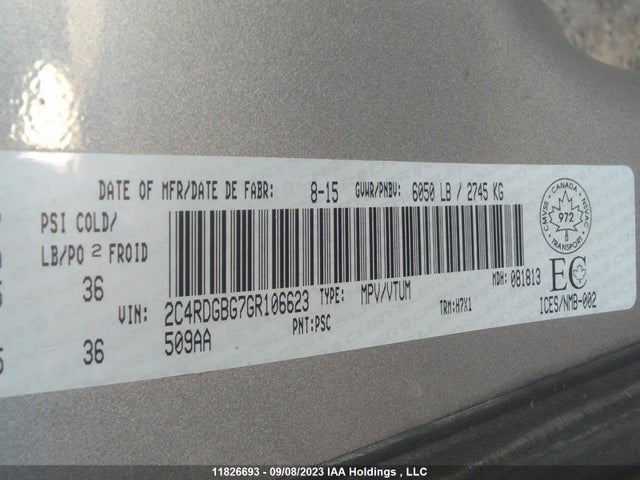 DATE OF MFR/DATE DE FABR: 8-15 GVWR/PNBV: 6050 LB / 2745 KG
PSI COLD/
LB/PO 2 FROID
36
36
VIN: 2C4RDGBG7GR106623 TYPE: MPV/VTUM MDH: 081813
509AA PNT:PSC TRM:H7X1
CANADA
CMVSS NSVAC
972
TRANSPORT
EC
ICES/NMB-002
11826693 - 09/08/2023 IAA Holdings , LLC